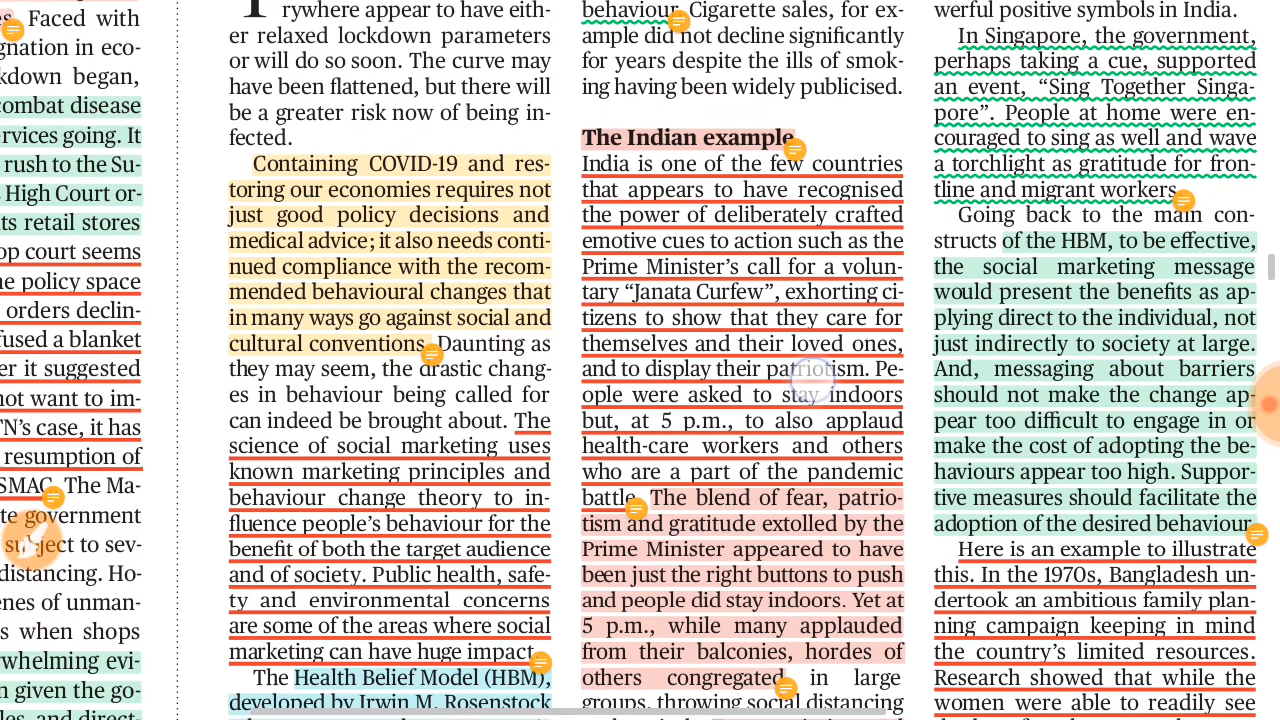 Faced with
gnation in eco-
kdown began,
combat disease
ervices going. It
rush to the Su-
High Court or-
ts retail stores
op court seems
e policy space
orders declin-
fused a blanket
er it suggested
not want to im-
TN's case, it has
resumption of
SMAC. The Ma-
te government
subject to sev-
distancing. Ho-
enes of unman-
s when shops
rwhelming evi-
n given the go-
les, and direct-
T
rywhere appear to have eith-
er relaxed lockdown parameters
or will do so soon. The curve may
have been flattened, but there will
be a greater risk now of being in-
fected.
Containing COVID-19 and res-
toring our economies requires not
just good policy decisions and
medical advice; it also needs conti-
nued compliance with the recom-
mended behavioural changes that
in many ways go against social and
cultural conventions. Daunting as
they may seem, the drastic chang-
es in behaviour being called for
can indeed be brought about. The
science of social marketing uses
known marketing principles and
behaviour change theory to in-
fluence people's behaviour for the
benefit of both the target audience
and of society. Public health, safe-
ty and environmental concerns
are some of the areas where social
marketing can have huge impact.
The Health Belief Model (HBM),
developed by Irwin M. Rosenstock
behaviour. Cigarette sales, for ex-
ample did not decline significantly
for years despite the ills of smok-
ing having been widely publicised.
The Indian example
India is one of the few countries
that appears to have recognised
the power of deliberately crafted
emotive cues to action such as the
Prime Minister's call for a volun-
tary “Janata Curfew”, exhorting ci-
tizens to show that they care for
themselves and their loved ones,
and to display their patriotism. Pe-
ople were asked to stay indoors
but, at 5 p.m., to also applaud
health-care workers and others
who are a part of the pandemic
battle. The blend of fear, patrio-
tism and gratitude extolled by the
Prime Minister appeared to have
been just the right buttons to push
and people did stay indoors. Yet at
5 p.m., while many applauded
from their balconies, hordes of
others congregated in large
groups, throwing social distancing
werful positive symbols in India.
In Singapore, the government,
perhaps taking a cue, supported
an event, “Sing Together Singa-
pore”. People at home were en-
couraged to sing as well and wave
a torchlight as gratitude for fron-
tline and migrant workers.
Going back to the main con-
structs of the HBM, to be effective,
the social marketing message
would present the benefits as ap-
plying direct to the individual, not
just indirectly to society at large.
And, messaging about barriers
should not make the change ap-
pear too difficult to engage in or
make the cost of adopting the be-
haviours appear too high. Suppor-
tive measures should facilitate the
adoption of the desired behaviour.
Here is an example to illustrate
this. In the 1970s, Bangladesh un-
dertook an ambitious family plan-
ning campaign keeping in mind
the country's limited resources.
Research showed that while the
women were able to readily see